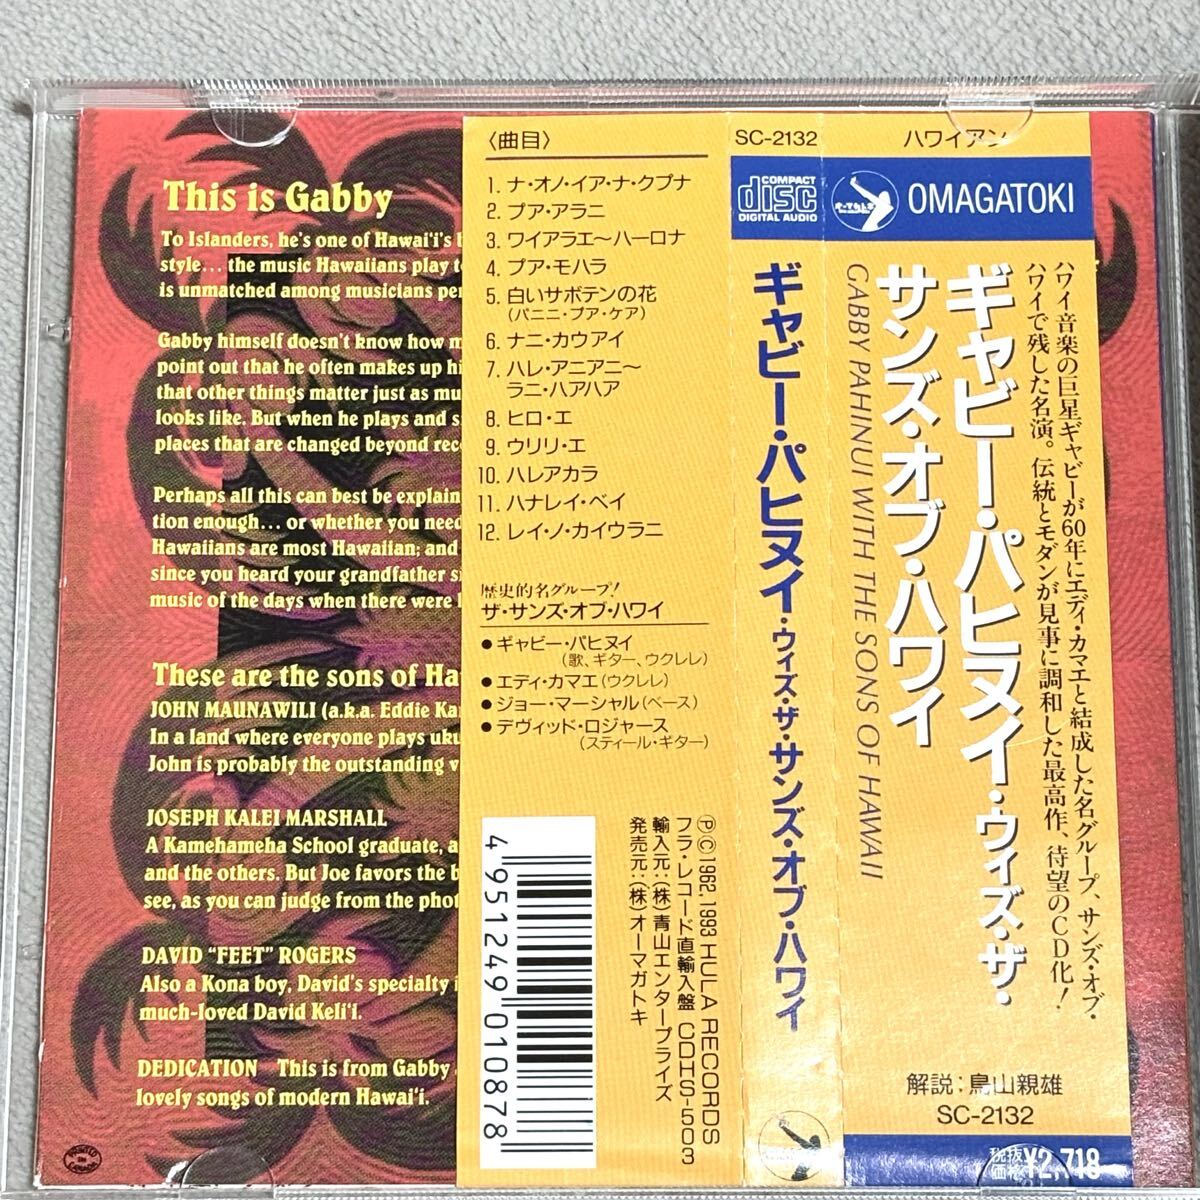 This is Gabby
To Islanders, he's one of Hawai'i's b
style... the music Hawaiians play to
is unmatched among musicians per
Gabby himself doesn't know how m
point out that he often makes up hi
that other things matter just as mu
looks like. But when he plays and s
places that are changed beyond reco
Perhaps all this can best be explain
tion enough... or whether you need
Hawaiians are most Hawaiian; and
since you heard your grandfather s
music of the days when there were
These are the sons of Ha
JOHN MAUNAWILI (a.k.a. Eddie Kam
In a land where everyone plays uku
John is probably the outstanding v
JOSEPH KALEI MARSHALL
A Kamehameha School graduate, a
and the others. But Joe favors the b
see, as you can judge from the phot
DAVID "FEET" ROGERS
Also a Kona boy, David's specialty i
much-loved David Keli'i.
DEDICATION This is from Gabby
lovely songs of modern Hawai'i.
PRINTED
IN
CANADA
〈曲目〉
1. ナ・オノ・イア・ナ・クプナ
2. プア・アラニ
3. ワイアラエ〜ハーロナ
4. プア・モハラ
5. 白いサボテンの花
(パニニ・プア・ケア)
6. ナニ・カウアイ
7. ハレ・アニアニ〜
ラニ・ハアハア
8. ヒロ・エ
9. ウリリ・エ
10. ハレアカラ
11. ハナレイ・ベイ
12. レイ・ノ・カイウラニ
歴史的名グループ!
ザ・サンズ・オブ・ハワイ
●ギャビー・パヒヌイ
(歌、ギター、ウクレレ)
●エディ・カマエ(ウクレレ)
●ジョー・マーシャル(ベース)
●デヴィッド・ロジャース
(スティール・ギター)
Ⓟ©1962, 1993 HULA RECORDS
フラ・レコード直輸入盤 CDHS-503
輸入元:(株)青山エンタープライズ
発売元:(株)オーマガトキ
4 951249 010878
SC-2132
COMPACT
disc
DIGITAL AUDIO
ギャビー・パヒヌイ・ウィズ・ザ・サンズ・オブ・ハワイ
ハワイアン
OMAGATOKI
ハワイ音楽の巨星ギャビーが60年にエディ・カマエと結成した名グループ、サンズ・オブ・
ハワイで残した名演。伝統とモダンが見事に調和した最高作、待望のCD化!
ギャビー・パヒヌイ・ウィズ・ザ・
サンズ・オブ・ハワイ
GABBY PAHINUI WITH THE SONS OF HAWAII
解説:鳥山親雄
SC-2132
税抜
価格 ¥2,718